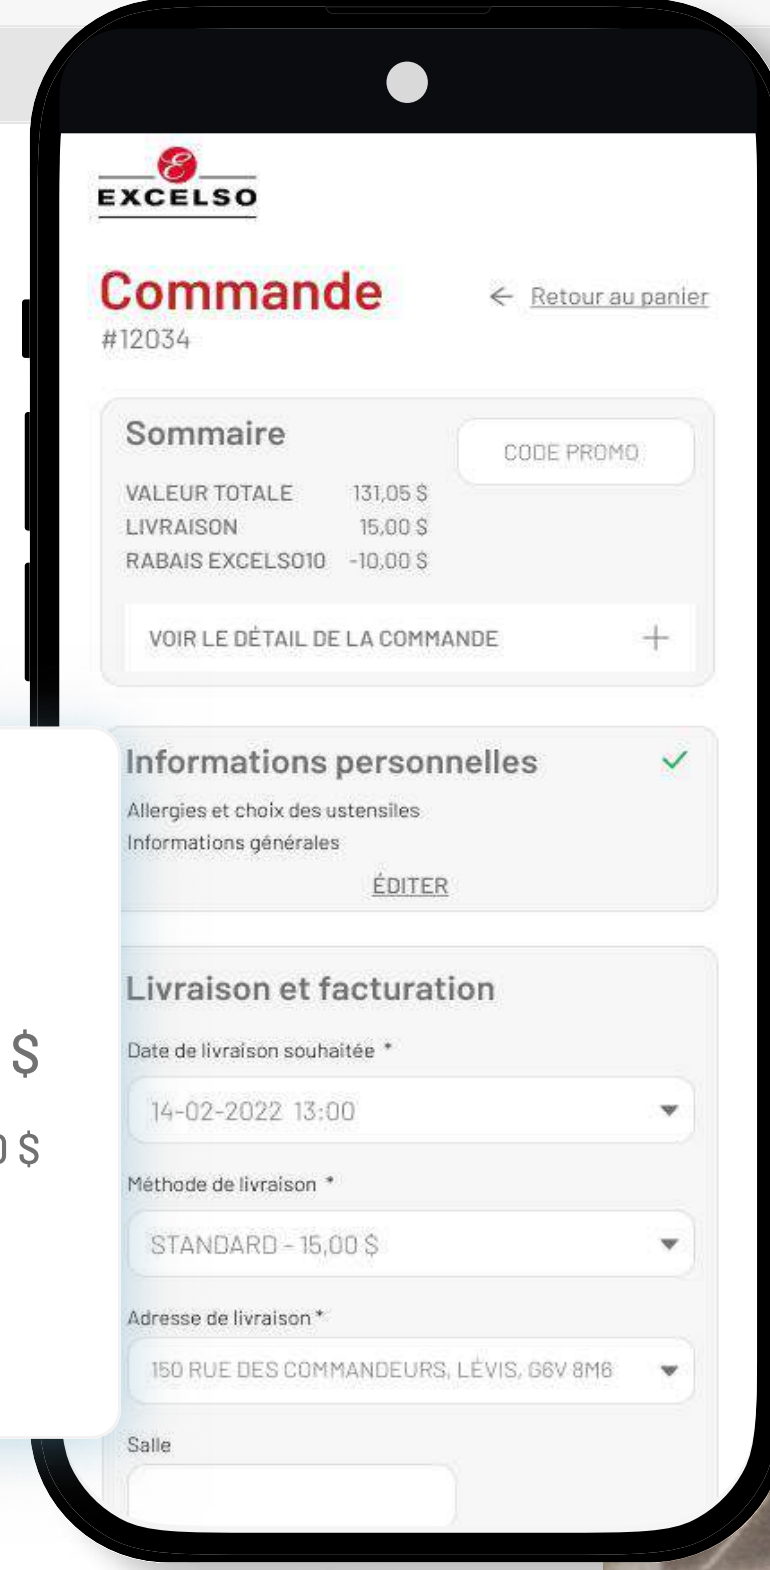 EXCELSO
Commande
← Retour au panier
#12034
Sommaire
CODE PROMO
VALEUR TOTALE 131,05 $
LIVRAISON 15,00 $
RABAIS EXCELSO10 -10,00 $
VOIR LE DÉTAIL DE LA COMMANDE +
Informations personnelles
Allergies et choix des ustensiles
Informations générales
ÉDITER
Livraison et facturation
$
Date de livraison souhaitée *
14-02-2022 13:00
$
Méthode de livraison *
STANDARD - 15,00 $
Adresse de livraison *
150 RUE DES COMMANDEURS, LÉVIS, G6V 8M6
Salle